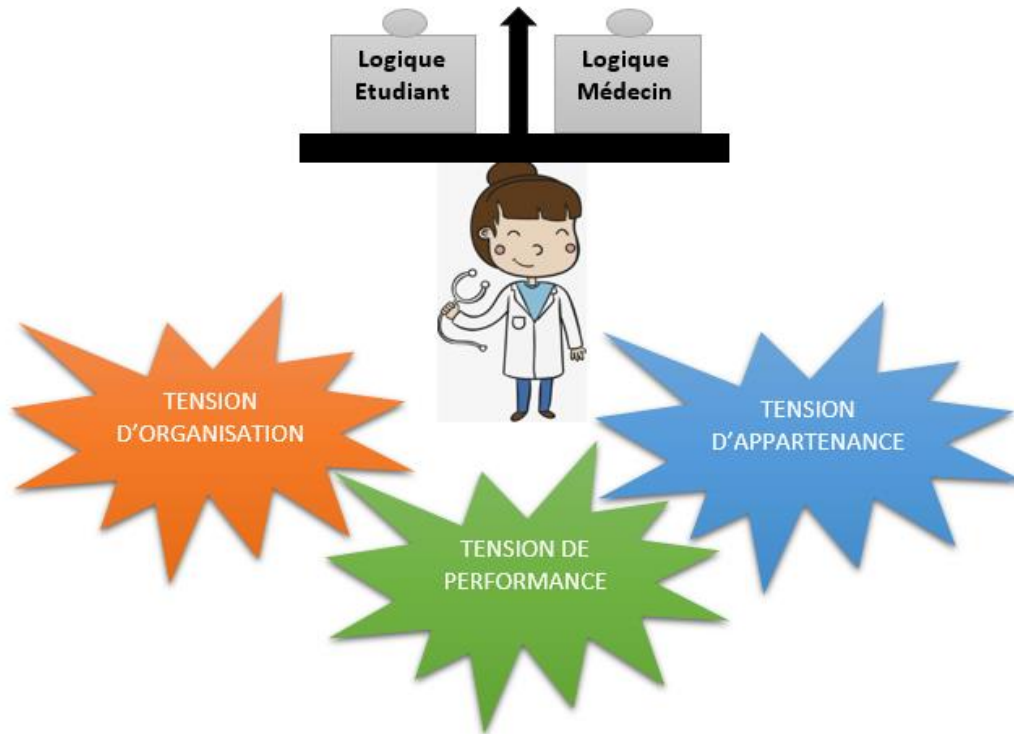 Logique
Etudiant
Logique
Médecin
TENSION
D'ORGANISATION
TENSION
D'APPARTENANCE
TENSION DE
PERFORMANCE